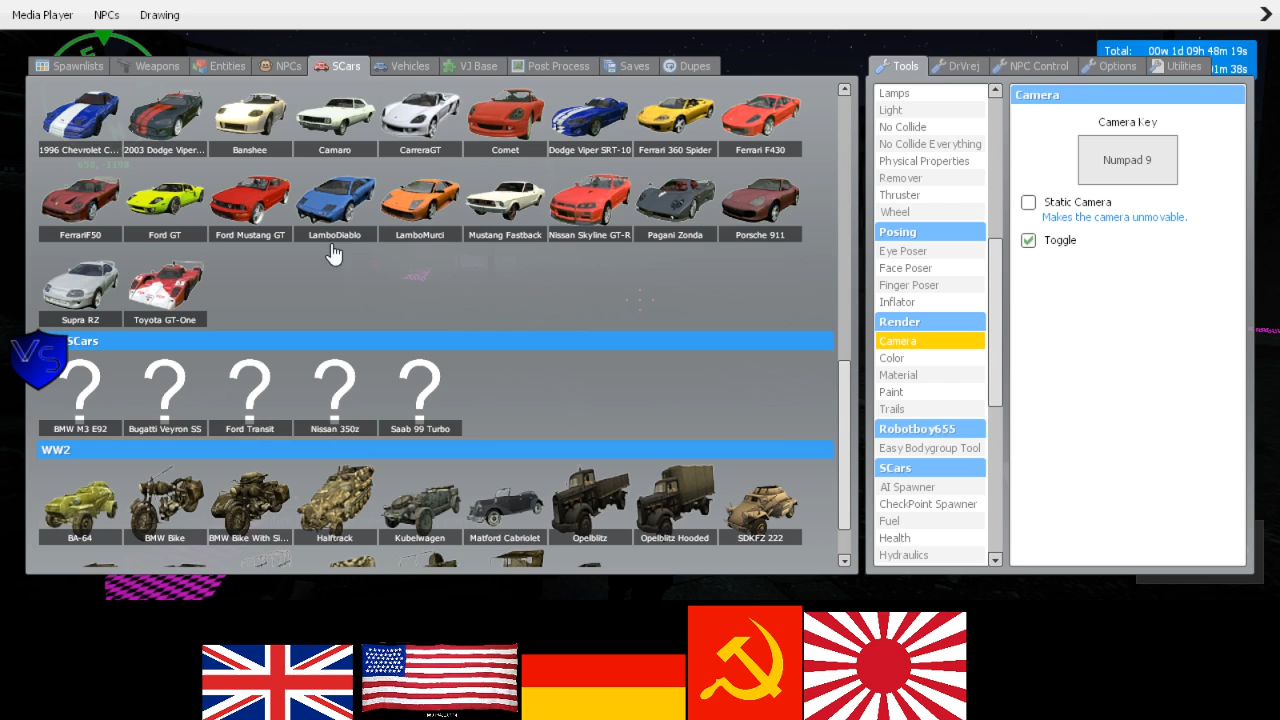 Media Player NPCs Drawing
Total: 00w 1d 09h 48m 19s
1m 38s
Spawnlists Weapons Entities NPCs SCars Vehicles VJ Base Post Process Saves Dupes
Tools DrVrej NPC Control Options Utilities
1996 Chevrolet C... 2003 Dodge Viper... Banshee Camaro CarreraGT Comet Dodge Viper SRT-10 Ferrari 360 Spider Ferrari F430
FerrariF50 Ford GT Ford Mustang GT LamboDiablo LamboMurci Mustang Fastback Nissan Skyline GT-R Pagani Zonda Porsche 911
Supra RZ Toyota GT-One
VS
SCars
BMW M3 E92 Bugatti Veyron SS Ford Transit Nissan 350z Saab 99 Turbo
WW2
BA-64 BMW Bike BMW Bike With Si... Halftrack Kubelwagen Matford Cabriolet Opelblitz Opelblitz Hooded SDKFZ 222
Lamps
Light
No Collide
No Collide Everything
Physical Properties
Remover
Thruster
Wheel
Posing
Eye Poser
Face Poser
Finger Poser
Inflator
Render
Camera
Color
Material
Paint
Trails
Robotboy655
Easy Bodygroup Tool
SCars
AI Spawner
CheckPoint Spawner
Fuel
Health
Hydraulics
Camera
Camera Key
Numpad 9
Static Camera
Makes the camera unmovable.
Toggle